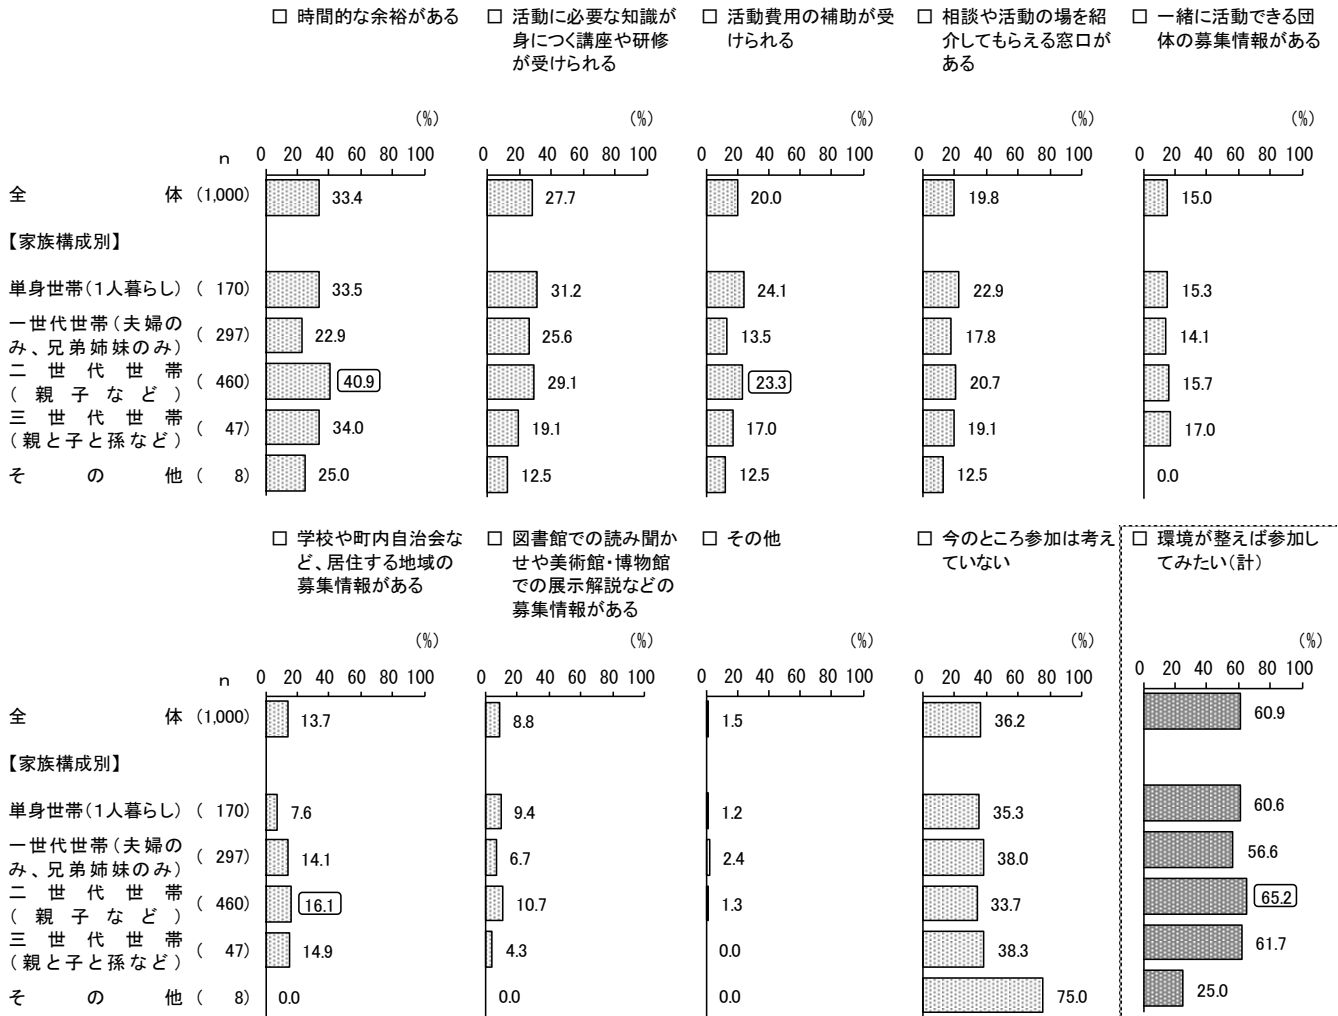 □ 時間的な余裕がある
□ 活動に必要な知識が
身につく講座や研修
が受けられる
□ 活動費用の補助が受
けられる
□ 相談や活動の場を紹
介してもらえる窓口が
ある
□ 一緒に活動できる団
体の募集情報がある
(%) (%) (%) (%) (%)
n 0 20 40 60 80 100 0 20 40 60 80 100 0 20 40 60 80 100 0 20 40 60 80 100 0 20 40 60 80 100
全体 (1,000) 33.4 27.7 20.0 19.8 15.0
【家族構成別】
単身世帯(1人暮らし) ( 170) 33.5 31.2 24.1 22.9 15.3
一世代世帯(夫婦の
み、兄弟姉妹のみ) ( 297) 22.9 25.6 13.5 17.8 14.1
二世代世帯
(親子など) ( 460) 40.9 29.1 23.3 20.7 15.7
三世代世帯
(親と子と孫など) ( 47) 34.0 19.1 17.0 19.1 17.0
その他 ( 8) 25.0 12.5 12.5 12.5 0.0
□ 学校や町内自治会な
ど、居住する地域の
募集情報がある
□ 図書館での読み聞か
せや美術館・博物館
での展示解説などの
募集情報がある
□ その他
□ 今のところ参加は考え
ていない
□ 環境が整えば参加し
てみたい(計)
(%) (%) (%) (%) (%)
n 0 20 40 60 80 100 0 20 40 60 80 100 0 20 40 60 80 100 0 20 40 60 80 100 0 20 40 60 80 100
全体 (1,000) 13.7 8.8 1.5 36.2 60.9
【家族構成別】
単身世帯(1人暮らし) ( 170) 7.6 9.4 1.2 35.3 60.6
一世代世帯(夫婦の
み、兄弟姉妹のみ) ( 297) 14.1 6.7 2.4 38.0 56.6
二世代世帯
(親子など) ( 460) 16.1 10.7 1.3 33.7 65.2
三世代世帯
(親と子と孫など) ( 47) 14.9 4.3 0.0 38.3 61.7
その他 ( 8) 0.0 0.0 0.0 75.0 25.0